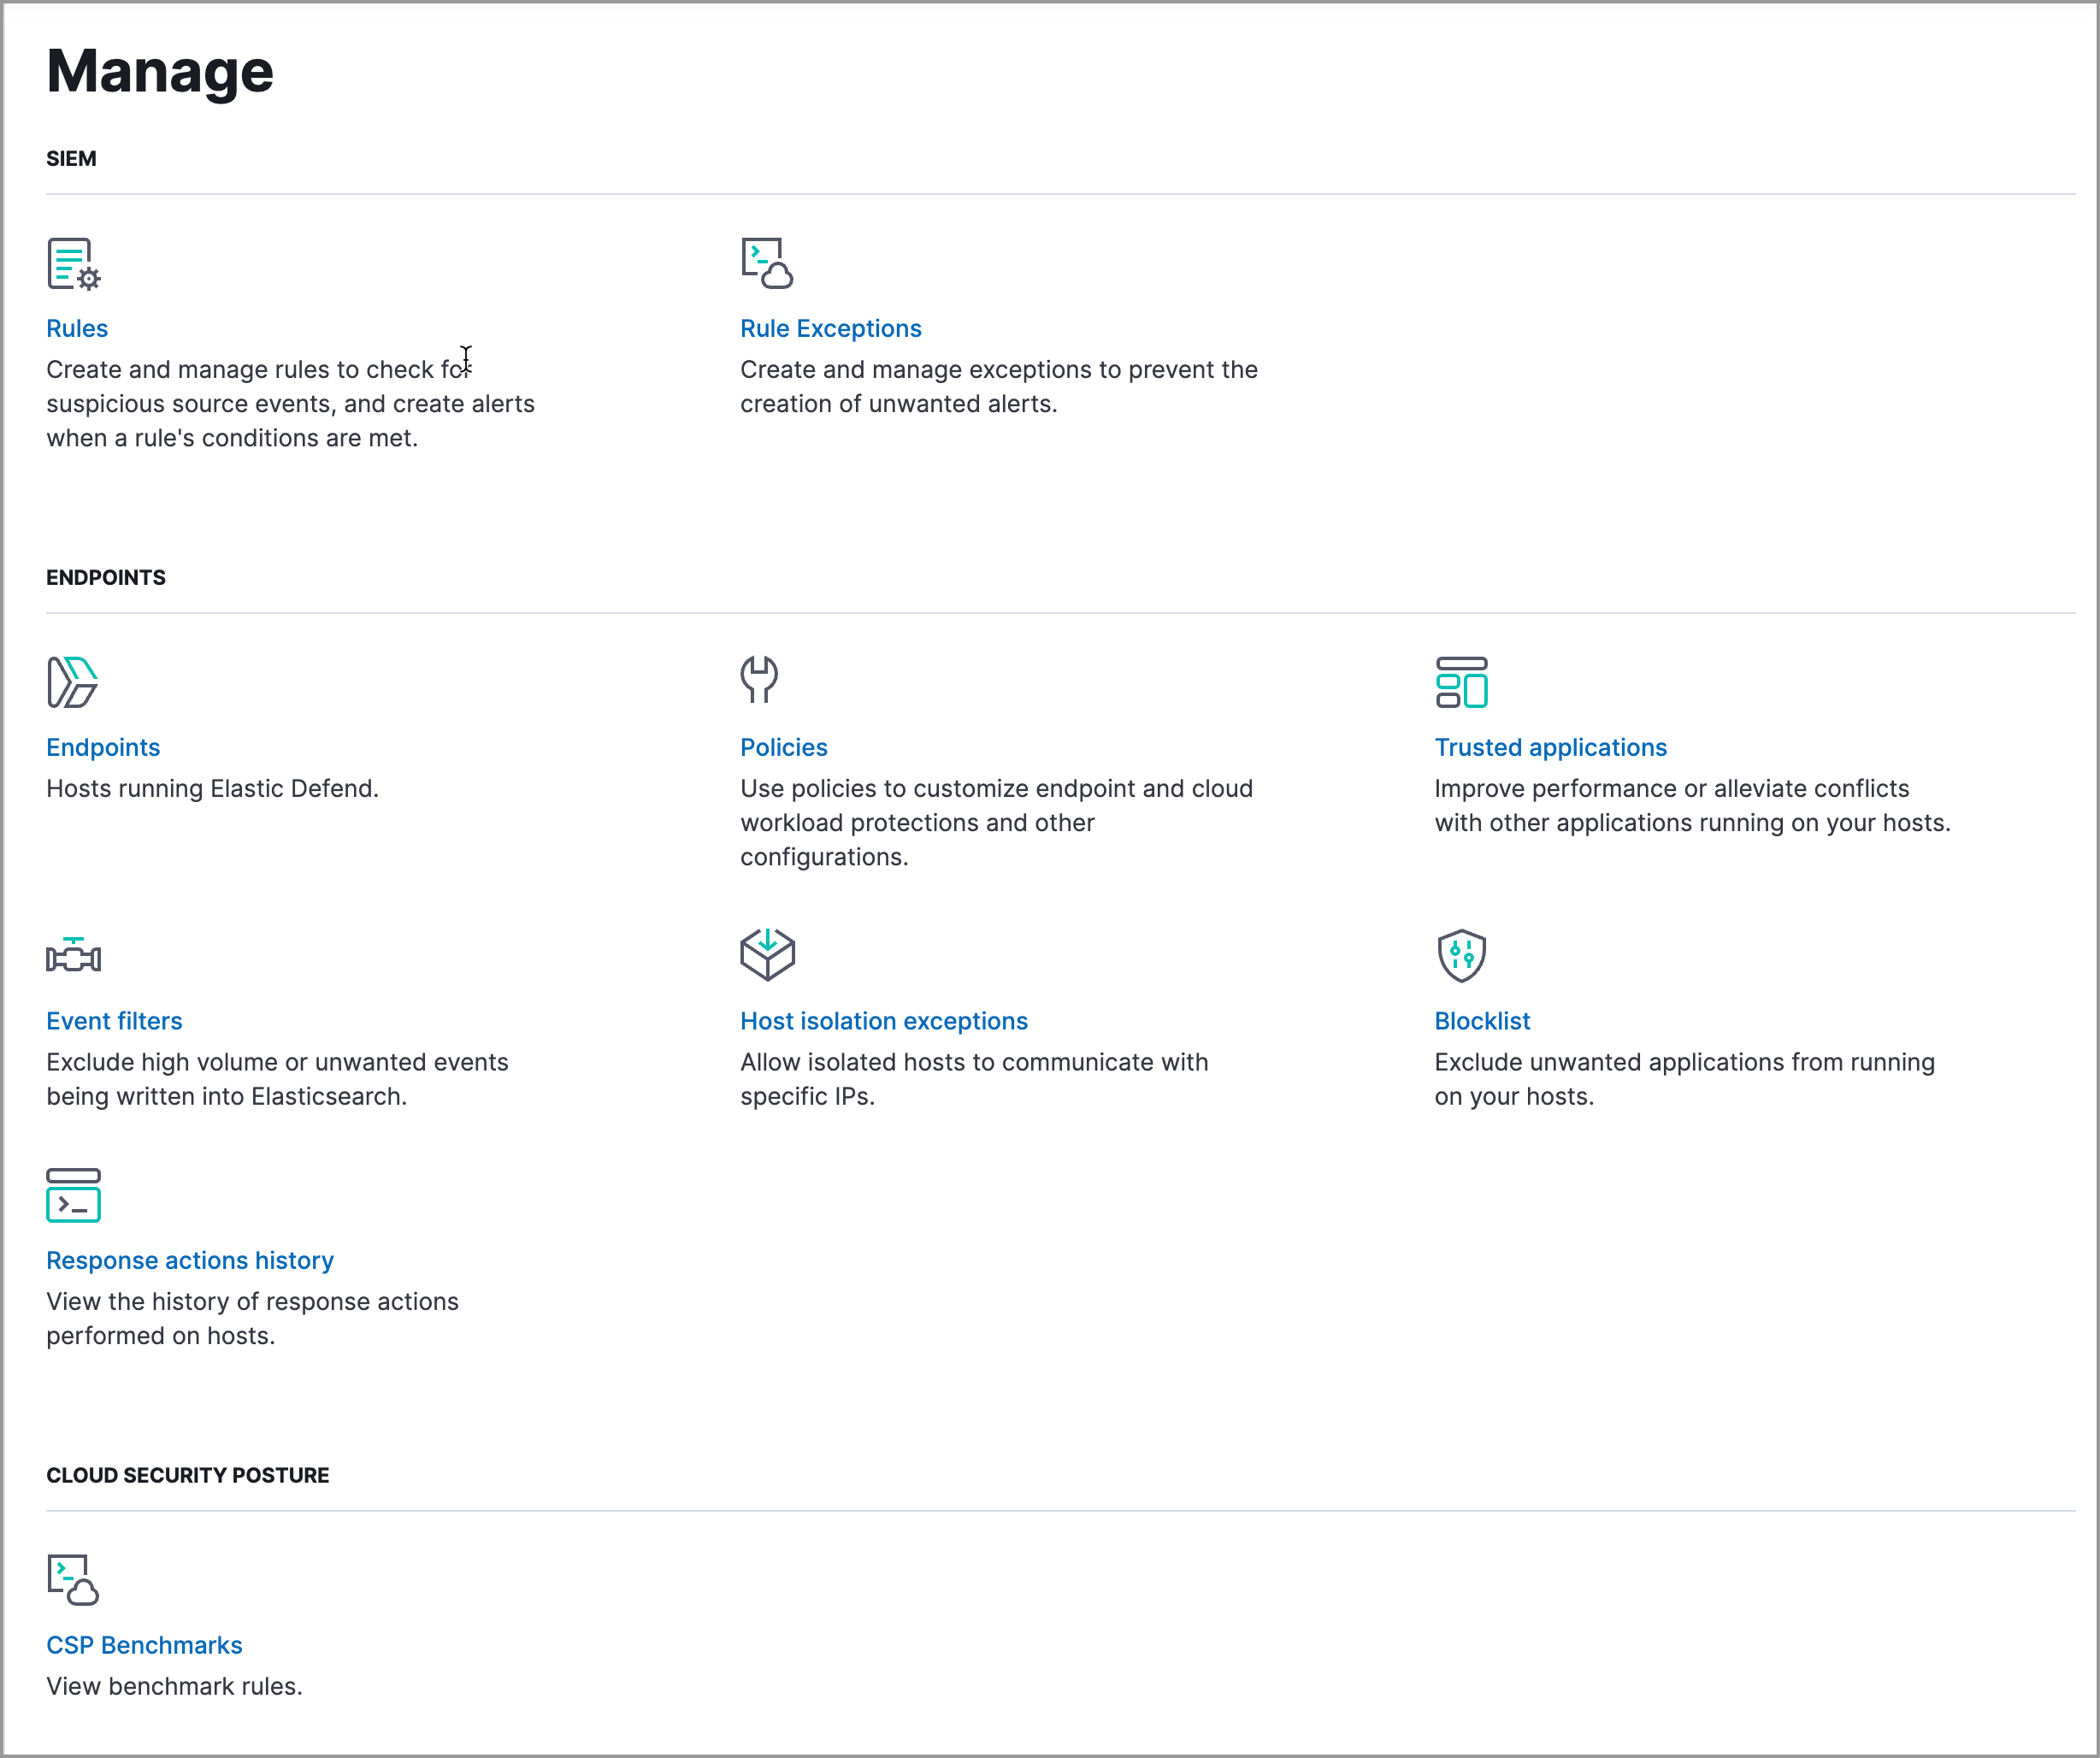 Manage
SIEM
Rules
Create and manage rules to check for
suspicious source events, and create alerts
when a rule's conditions are met.
Rule Exceptions
Create and manage exceptions to prevent the
creation of unwanted alerts.
ENDPOINTS
Endpoints
Hosts running Elastic Defend.
Policies
Use policies to customize endpoint and cloud
workload protections and other
configurations.
Trusted applications
Improve performance or alleviate conflicts
with other applications running on your hosts.
Event filters
Exclude high volume or unwanted events
being written into Elasticsearch.
Host isolation exceptions
Allow isolated hosts to communicate with
specific IPs.
Blocklist
Exclude unwanted applications from running
on your hosts.
Response actions history
View the history of response actions
performed on hosts.
CLOUD SECURITY POSTURE
CSP Benchmarks
View benchmark rules.